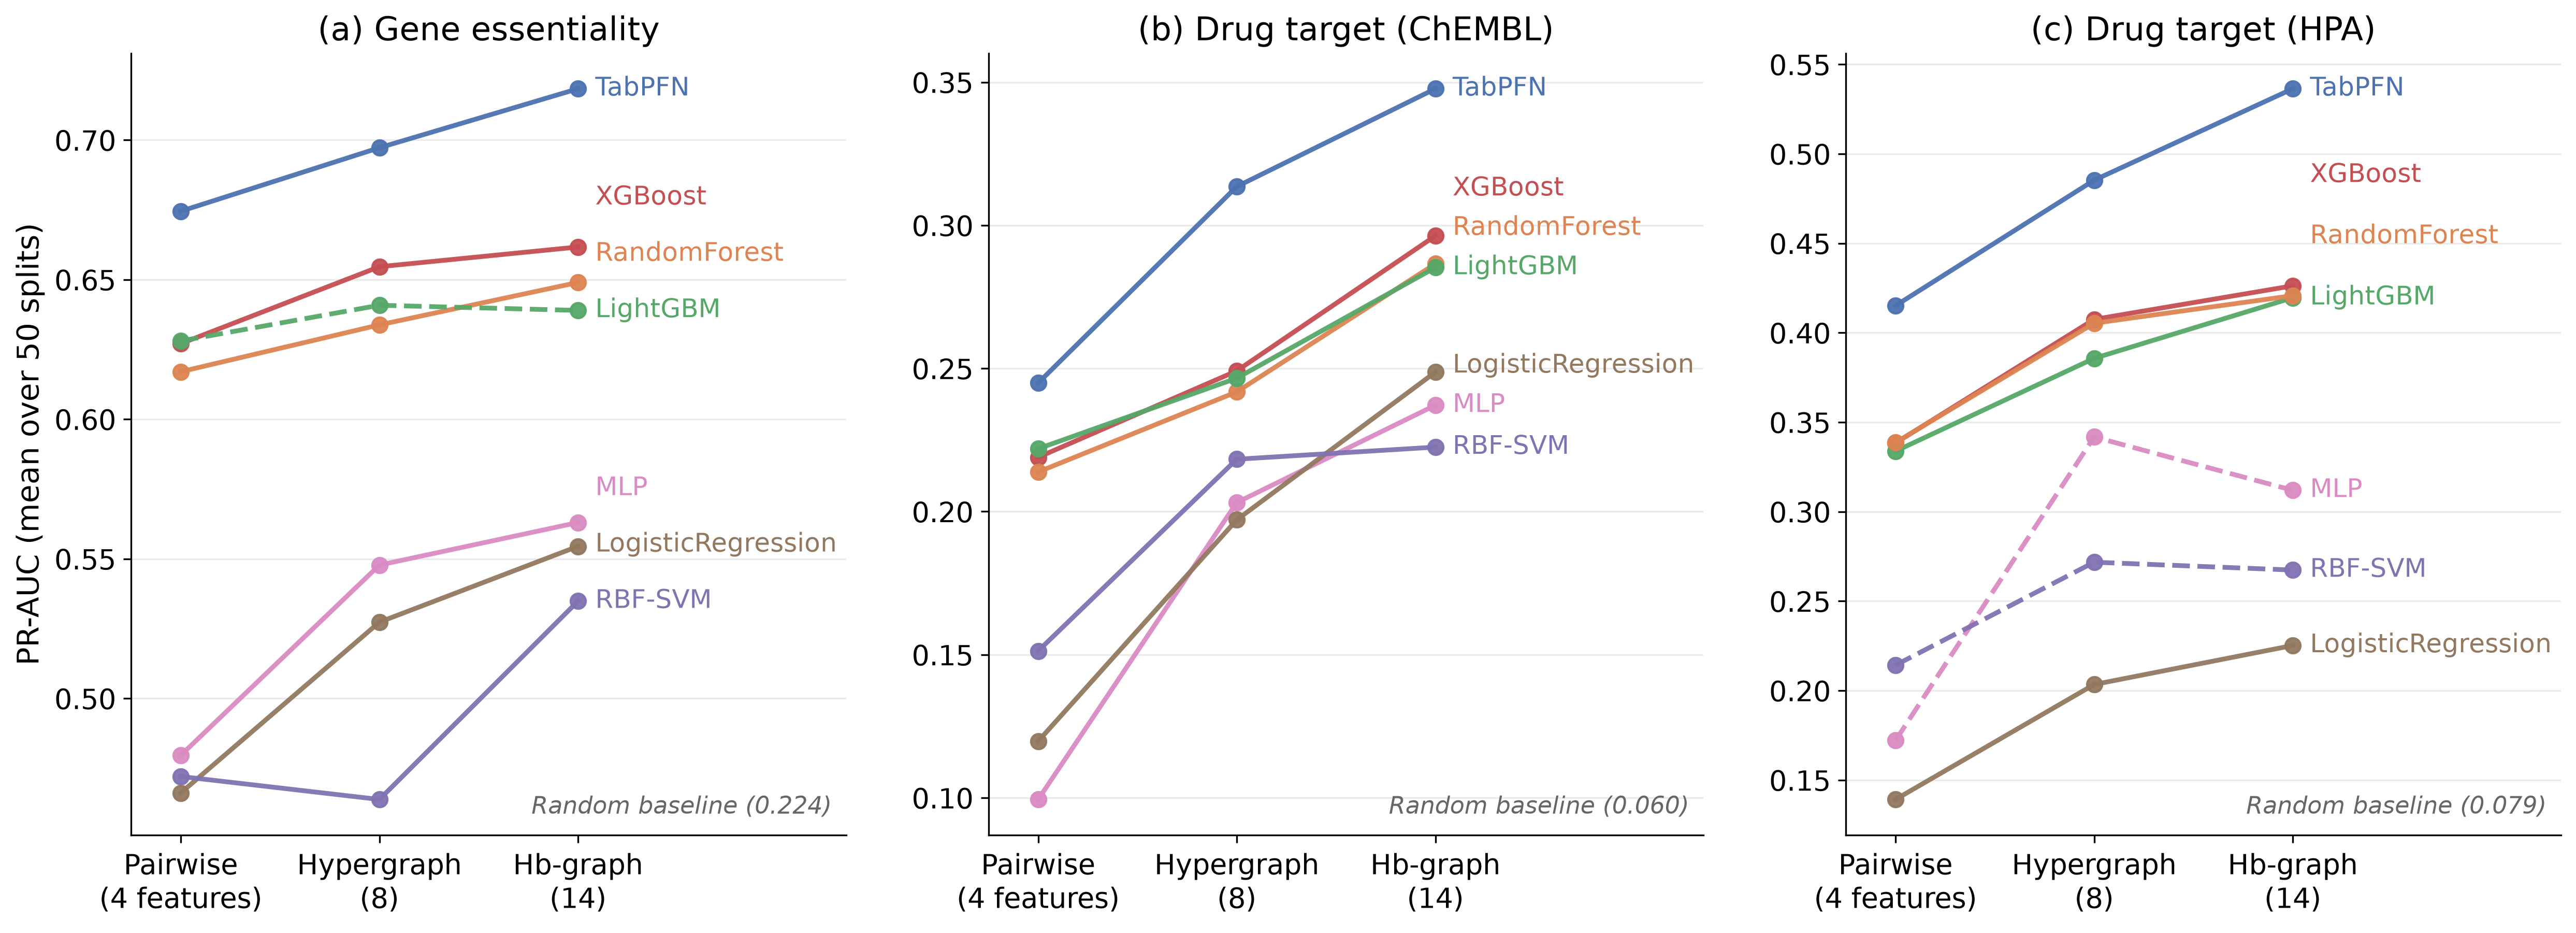 (a) Gene essentiality
PR-AUC (mean over 50 splits)
0.70
0.65
0.60
0.55
0.50
TabPFN
XGBoost
RandomForest
LightGBM
MLP
LogisticRegression
RBF-SVM
Random baseline (0.224)
Pairwise
(4 features)
Hypergraph
(8)
Hb-graph
(14)
(b) Drug target (ChEMBL)
0.35
0.30
0.25
0.20
0.15
0.10
TabPFN
XGBoost
RandomForest
LightGBM
LogisticRegression
MLP
RBF-SVM
Random baseline (0.060)
Pairwise
(4 features)
Hypergraph
(8)
Hb-graph
(14)
(c) Drug target (HPA)
0.55
0.50
0.45
0.40
0.35
0.30
0.25
0.20
0.15
TabPFN
XGBoost
RandomForest
LightGBM
MLP
RBF-SVM
LogisticRegression
Random baseline (0.079)
Pairwise
(4 features)
Hypergraph
(8)
Hb-graph
(14)